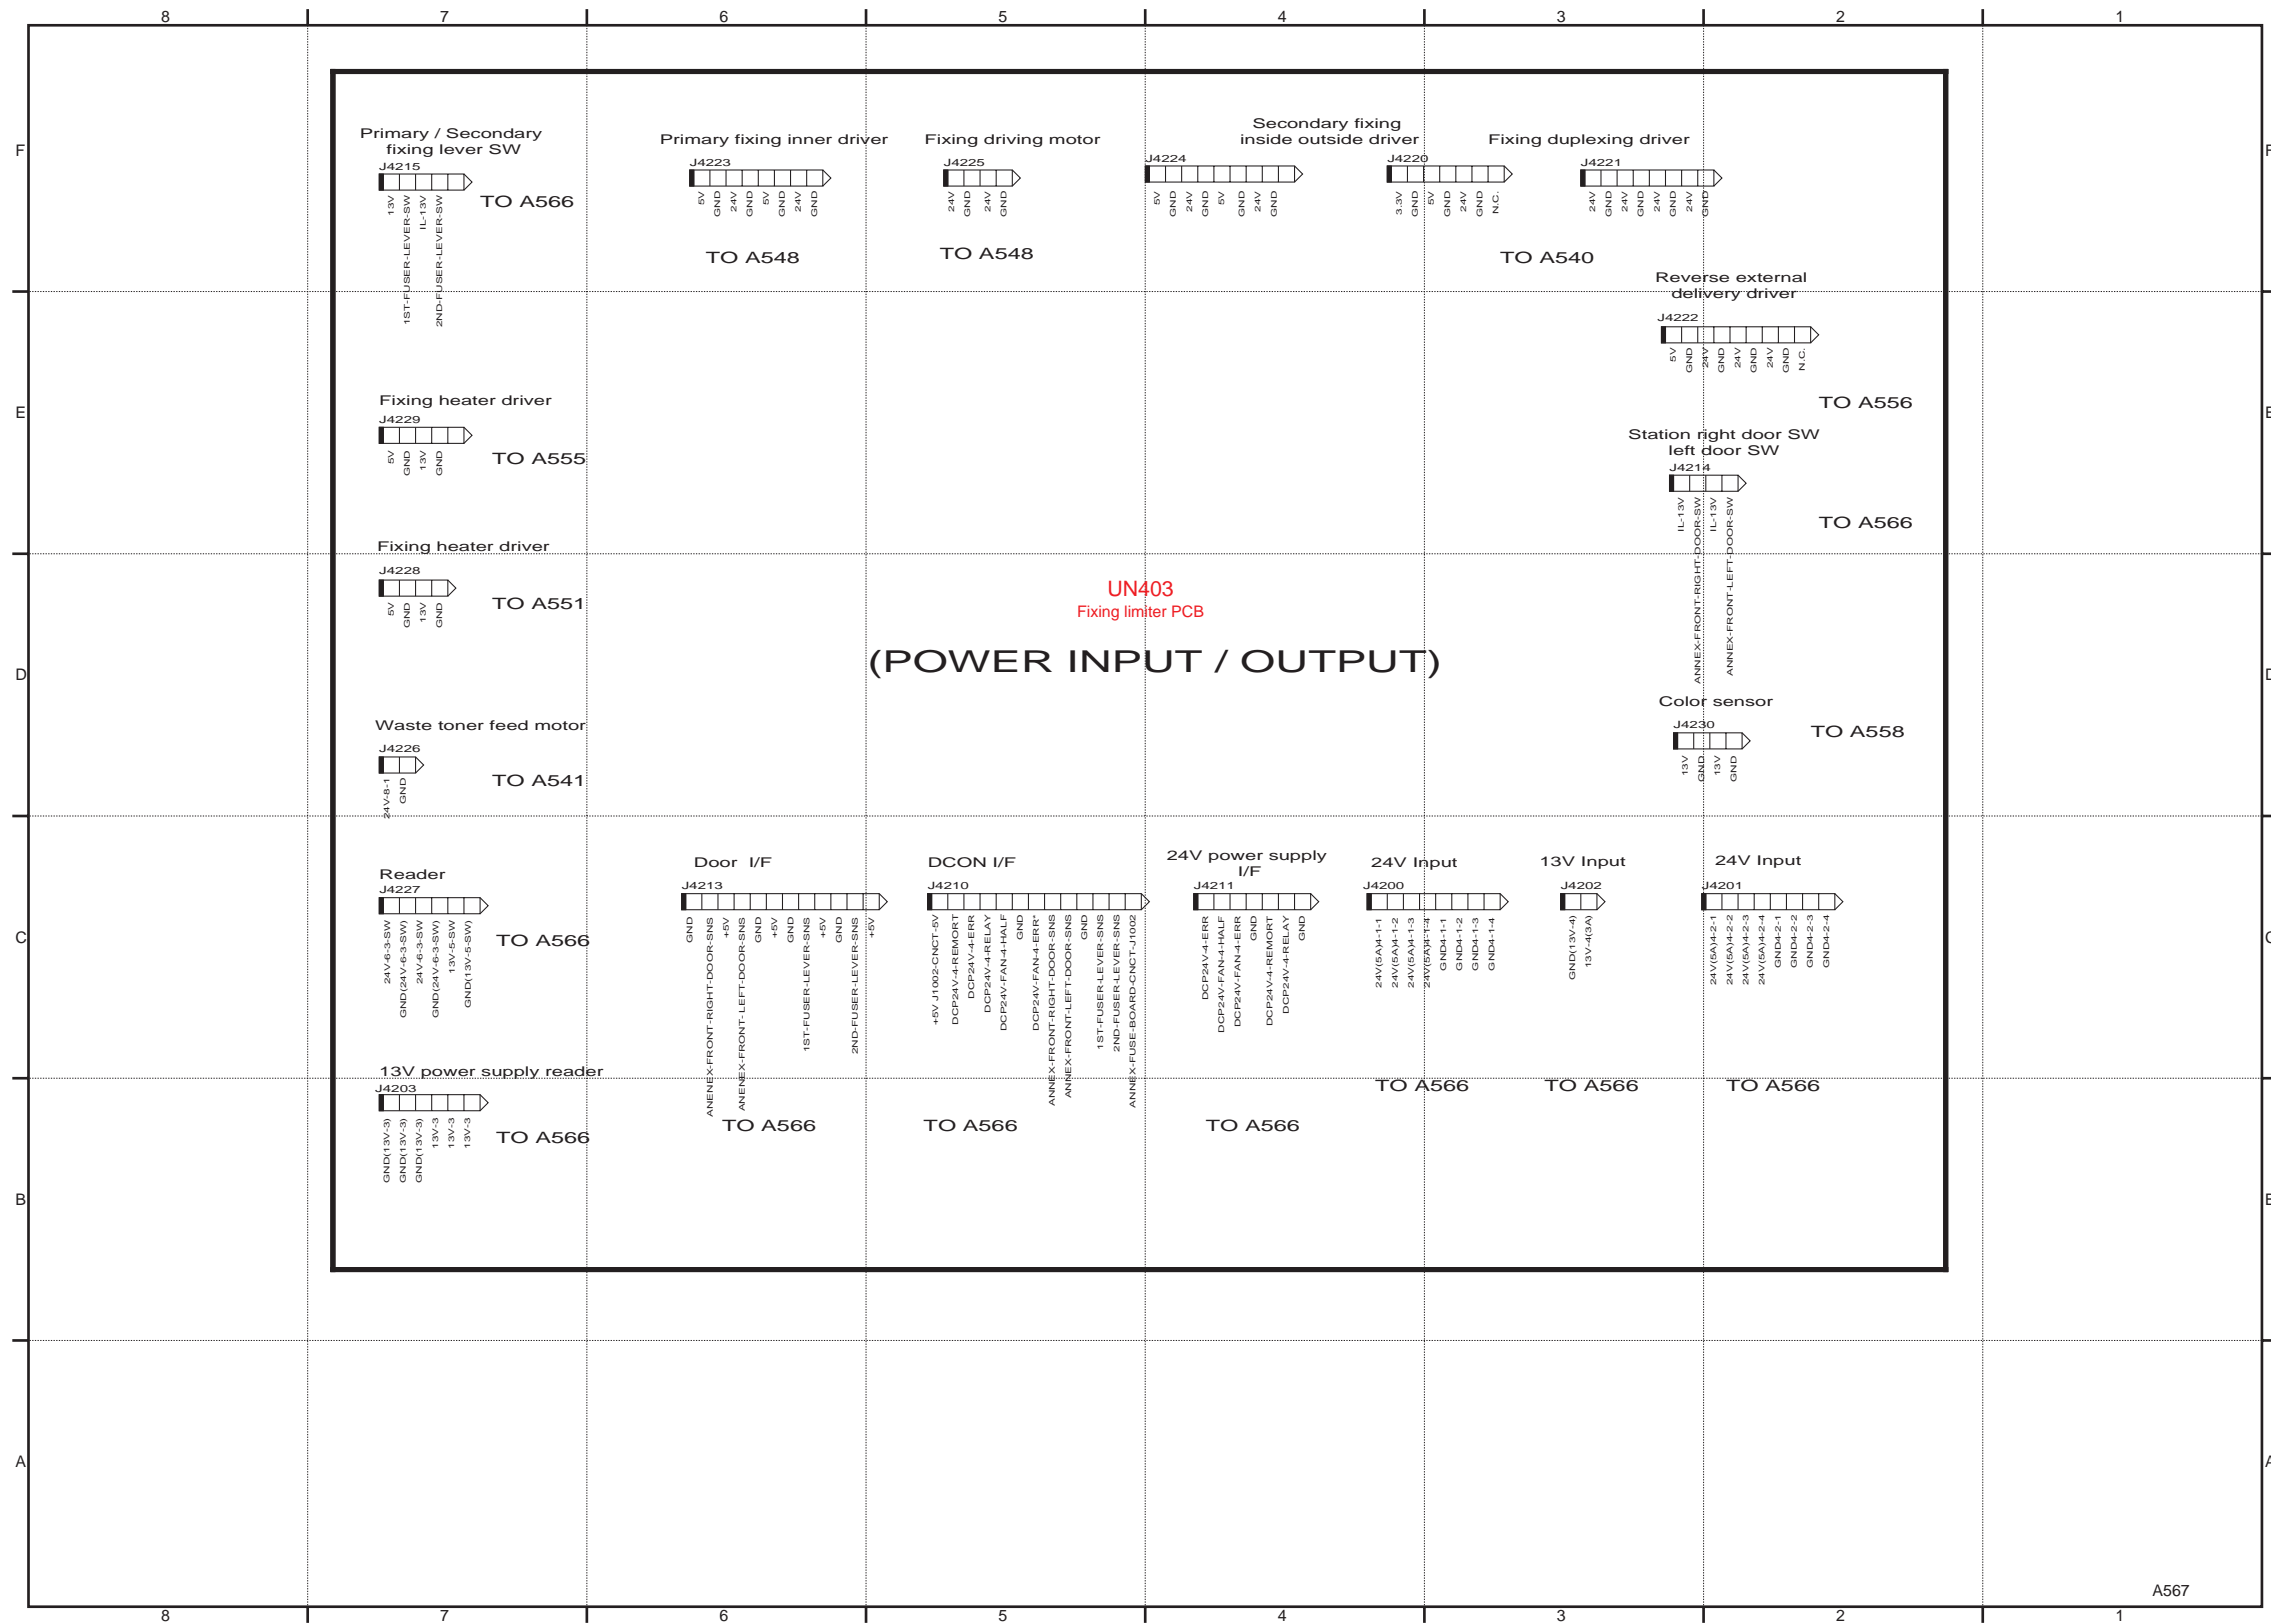 8 7 6 5 4 3 2 1
F
F
Primary / Secondary
fixing lever SW
J4215
13V
1ST-FUSER-LEVER-SW
IL-13V
2ND-FUSER-LEVER-SW
TO A566
Primary fixing inner driver
J4223
5V
GND
24V
GND
5V
GND
24V
GND
TO A548
Fixing driving motor
J4225
24V
GND
24V
GND
TO A548
Secondary fixing
inside outside driver
J4224
5V
GND
24V
GND
5V
GND
24V
GND
J4220
3.3V
GND
5V
GND
24V
GND
N.C.
Fixing duplexing driver
J4221
24V
GND
24V
GND
24V
GND
24V
GND
TO A540
Reverse external
delivery driver
J4222
5V
GND
24V
GND
24V
GND
24V
GND
N.C.
TO A556
E
E
Fixing heater driver
J4229
5V
GND
13V
GND
TO A555
Station right door SW
left door SW
J4214
IL-13V
ANNEX-FRONT-RIGHT-DOOR-SW
IL-13V
ANNEX-FRONT-LEFT-DOOR-SW
TO A566
Fixing heater driver
J4228
5V
GND
13V
GND
TO A551
UN403
Fixing limiter PCB
(POWER INPUT / OUTPUT)
D
D
Waste toner feed motor
J4226
24V-8-1
GND
TO A541
Color sensor
J4230
13V
GND
13V
GND
TO A558
C
C
Reader
J4227
24V-6-3-SW
GND(24V-6-3-SW)
24V-6-3-SW
GND(24V-6-3-SW)
13V-5-SW
GND(13V-5-SW)
TO A566
Door I/F
J4213
GND
ANENEX-FRONT-RIGHT-DOOR-SNS
+5V
ANENEX-FRONT- LEFT-DOOR-SNS
GND
+5V
GND
1ST-FUSER-LEVER-SNS
+5V
GND
2ND-FUSER-LEVER-SNS
+5V
TO A566
DCON I/F
J4210
+5V J1002-CNCT-5V
DCP24V-4-REMORT
DCP24V-4-ERR
DCP24V-4-RELAY
DCP24V-FAN-4-HALF
GND
DCP24V-FAN-4-ERR*
ANNEX-FRONT-RIGHT-DOOR-SNS
ANNEX-FRONT-LEFT-DOOR-SNS
GND
1ST-FUSER-LEVER-SNS
2ND-FUSER-LEVER-SNS
ANNEX-FUSE-BOARD-CNCT-J1002
TO A566
24V power supply
I/F
J4211
DCP24V-4-ERR
DCP24V-FAN-4-HALF
DCP24V-FAN-4-ERR
GND
DCP24V-4-REMORT
DCP24V-4-RELAY
GND
TO A566
24V Input
J4200
24V(5A)4-1-1
24V(5A)4-1-2
24V(5A)4-1-3
24V(5A)4-1-4
GND4-1-1
GND4-1-2
GND4-1-3
GND4-1-4
TO A566
13V Input
J4202
GND(13V-4)
13V-4(3A)
TO A566
24V Input
J4201
24V(5A)4-2-1
24V(5A)4-2-2
24V(5A)4-2-3
24V(5A)4-2-4
GND4-2-1
GND4-2-2
GND4-2-3
GND4-2-4
TO A566
13V power supply reader
J4203
GND(13V-3)
GND(13V-3)
GND(13V-3)
13V-3
13V-3
13V-3
TO A566
B
B
A
A
A567
8 7 6 5 4 3 2 1